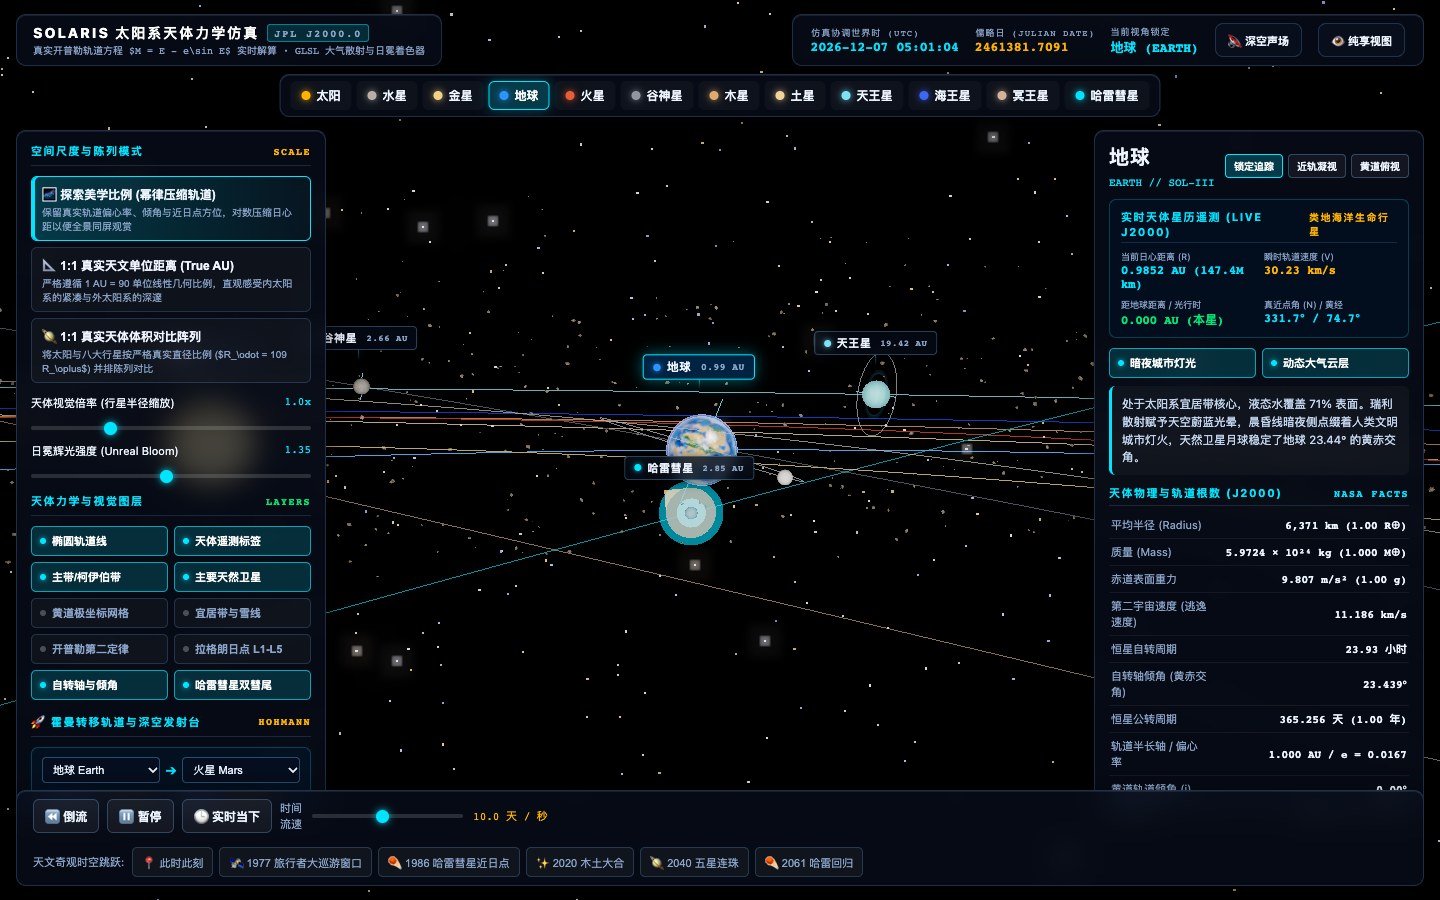 SOLARIS 太阳系天体力学仿真 JPL J2000.0
真实开普勒轨道方程 $M = E - e\sin E$ 实时解算 · GLSL 大气散射与日冕着色器
仿真协调世界时 (UTC)
2026-12-07 05:01:04
儒略日 (JULIAN DATE)
2461381.7091
当前视角锁定
地球 (EARTH)
深空声场
纯享视图
太阳
水星
金星
地球
火星
谷神星
木星
土星
天王星
海王星
冥王星
哈雷彗星
空间尺度与陈列模式 SCALE
探索美学比例 (幂律压缩轨道)
保留真实轨道偏心率、倾角与近日点方位，对数压缩日心
距以便全景同屏观赏
1:1 真实天文单位距离 (True AU)
严格遵循 1 AU = 90 单位线性几何比例，直观感受内太阳
系的紧凑与外太阳系的深邃
1:1 真实天体体积对比阵列
将太阳与八大行星按严格真实直径比例 ($R_\odot = 109
R_\oplus$) 并排陈列对比
天体视觉倍率 (行星半径缩放) 1.0x
日冕辉光强度 (Unreal Bloom) 1.35
天体力学与视觉图层 LAYERS
椭圆轨道线
天体遥测标签
主带/柯伊伯带
主要天然卫星
黄道极坐标网格
宜居带与雪线
开普勒第二定律
拉格朗日点 L1-L5
自转轴与倾角
哈雷彗星双彗尾
霍曼转移轨道与深空发射台 HOHMANN
地球 Earth
➔
火星 Mars
谷神星 2.66 AU
天王星 19.42 AU
地球 0.99 AU
哈雷彗星 2.85 AU
地球
EARTH // SOL-III
锁定追踪
近轨凝视
黄道俯视
实时天体星历遥测 (LIVE
J2000)
类地海洋生命行
星
当前日心距离 (R)
0.9852 AU (147.4M
km)
瞬时轨道速度 (V)
30.23 km/s
距地球距离 / 光行时
0.000 AU (本星)
真近点角 (N) / 黄经
331.7° / 74.7°
暗夜城市灯光
动态大气云层
处于太阳系宜居带核心，液态水覆盖 71% 表面。瑞利
散射赋予天空蔚蓝光晕，晨昏线暗夜侧点缀着人类文明
城市灯火，天然卫星月球稳定了地球 23.44° 的黄赤交
角。
天体物理与轨道根数 (J2000) NASA FACTS
平均半径 (Radius) 6,371 km (1.00 R⊕)
质量 (Mass) 5.9724 × 10²⁴ kg (1.000 M⊕)
赤道表面重力 9.807 m/s² (1.00 g)
第二宇宙速度 (逃逸
速度) 11.186 km/s
恒星自转周期 23.93 小时
自转轴倾角 (黄赤交
角) 23.439°
恒星公转周期 365.256 天 (1.00 年)
轨道半长轴 / 偏心
率 1.000 AU / e = 0.0167
黄道轨道倾角 (i) 0.00°
倒流
暂停
实时当下
时间
流速
10.0 天 / 秒
天文奇观时空跳跃:
此时此刻
1977 旅行者大巡游窗口
1986 哈雷彗星近日点
2020 木土大合
2040 五星连珠
2061 哈雷回归